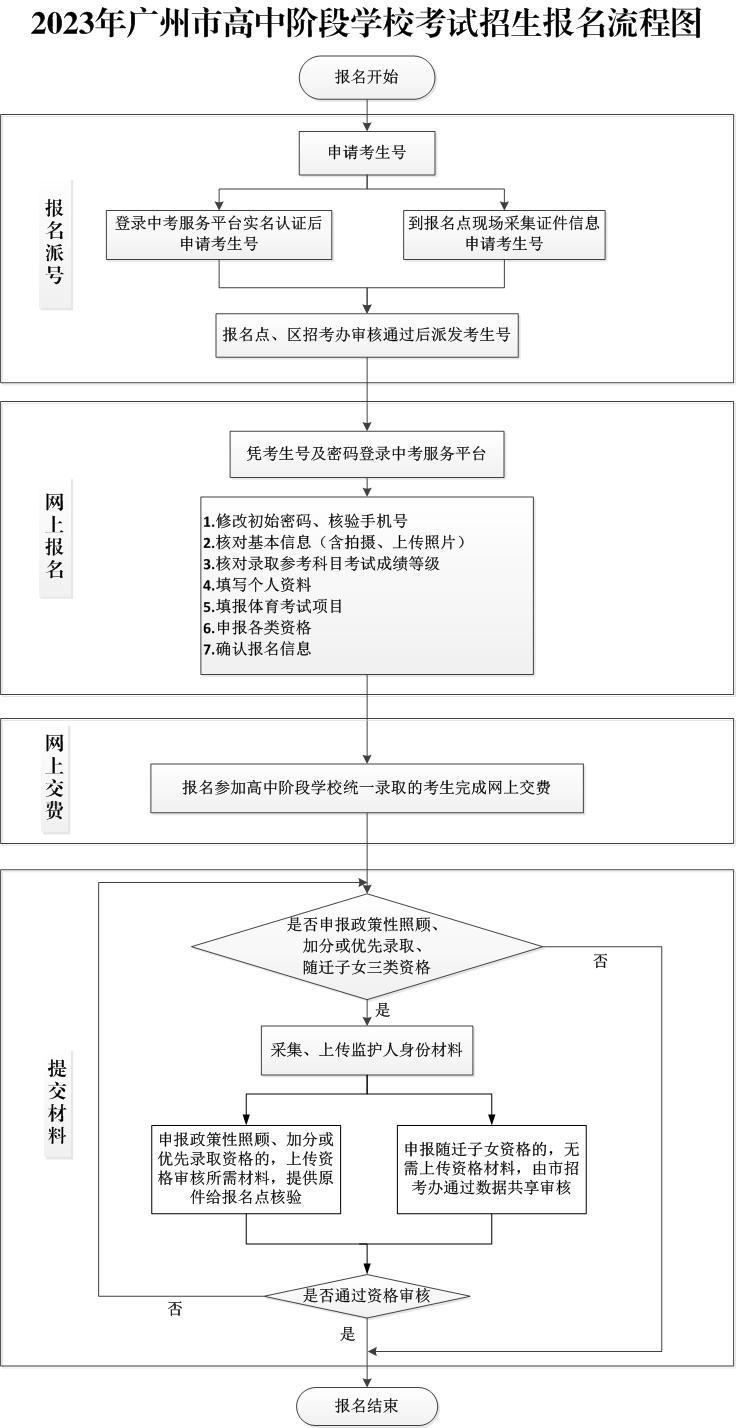 2023年广州市高中阶段学校考试招生报名流程图
报名开始
报名派号
申请考生号
登录中考服务平台实名认证后
申请考生号
到报名点现场采集证件信息
申请考生号
报名点、区招考办审核通过后派发考生号
网上报名
凭考生号及密码登录中考服务平台
1.修改初始密码、核验手机号
2.核对基本信息（含拍摄、上传照片）
3.核对录取参考科目考试成绩等级
4.填写个人资料
5.填报体育考试项目
6.申报各类资格
7.确认报名信息
网上交费
报名参加高中阶段学校统一录取的考生完成网上交费
提交材料
是否申报政策性照顾、
加分或优先录取、
随迁子女三类资格
否
是
采集、上传监护人身份材料
申报政策性照顾、加分或
优先录取资格的，上传资
格审核所需材料，提供原
件给报名点核验
申报随迁子女资格的，无
需上传资格材料，由市招
考办通过数据共享审核
是否通过资格审核
否
是
报名结束